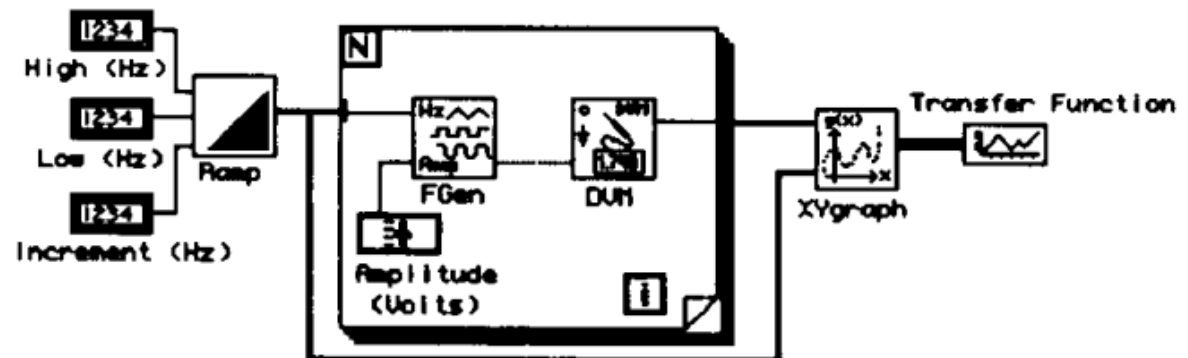 1234
High (Hz)
1234
Low (Hz)
1234
Increment (Hz)
Ramp
N
Hz
Amp
FGen
Amplitude
(Volts)
DVM
i
XYgraph
Transfer Function